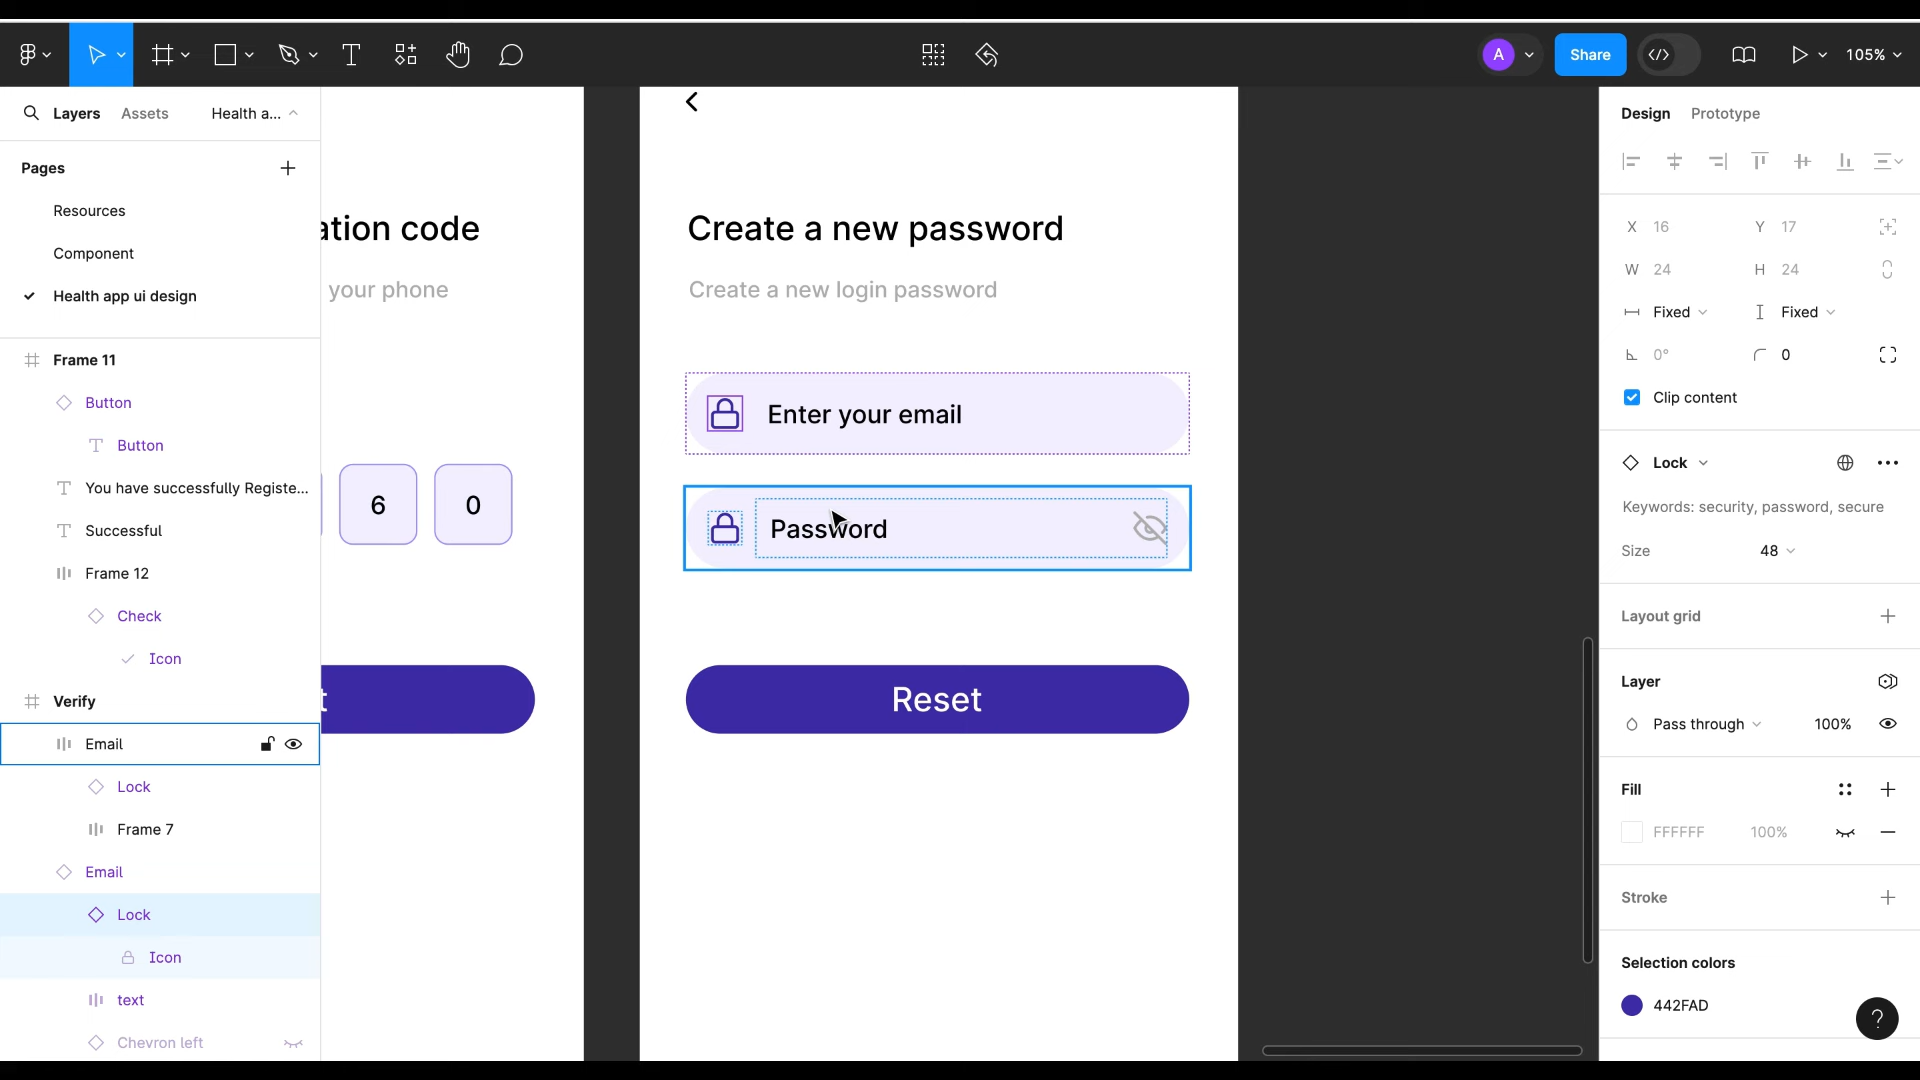 A
Share
105%
Layers
Assets
Health a...
Pages
Resources
Component
Health app ui design
Frame 11
Button
Button
You have successfully Registe...
Successful
Frame 12
Check
Icon
Verify
Email
Lock
Frame 7
Email
Lock
Icon
text
Chevron left
ation code
your phone
6
0
t
Create a new password
Create a new login password
Enter your email
Password
Reset
Design
Prototype
X 16
Y 17
W 24
H 24
Fixed
Fixed
0°
0
Clip content
Lock
Keywords: security, password, secure
Size
48
Layout grid
Layer
Pass through
100%
Fill
FFFFFF
100%
Stroke
Selection colors
442FAD
?